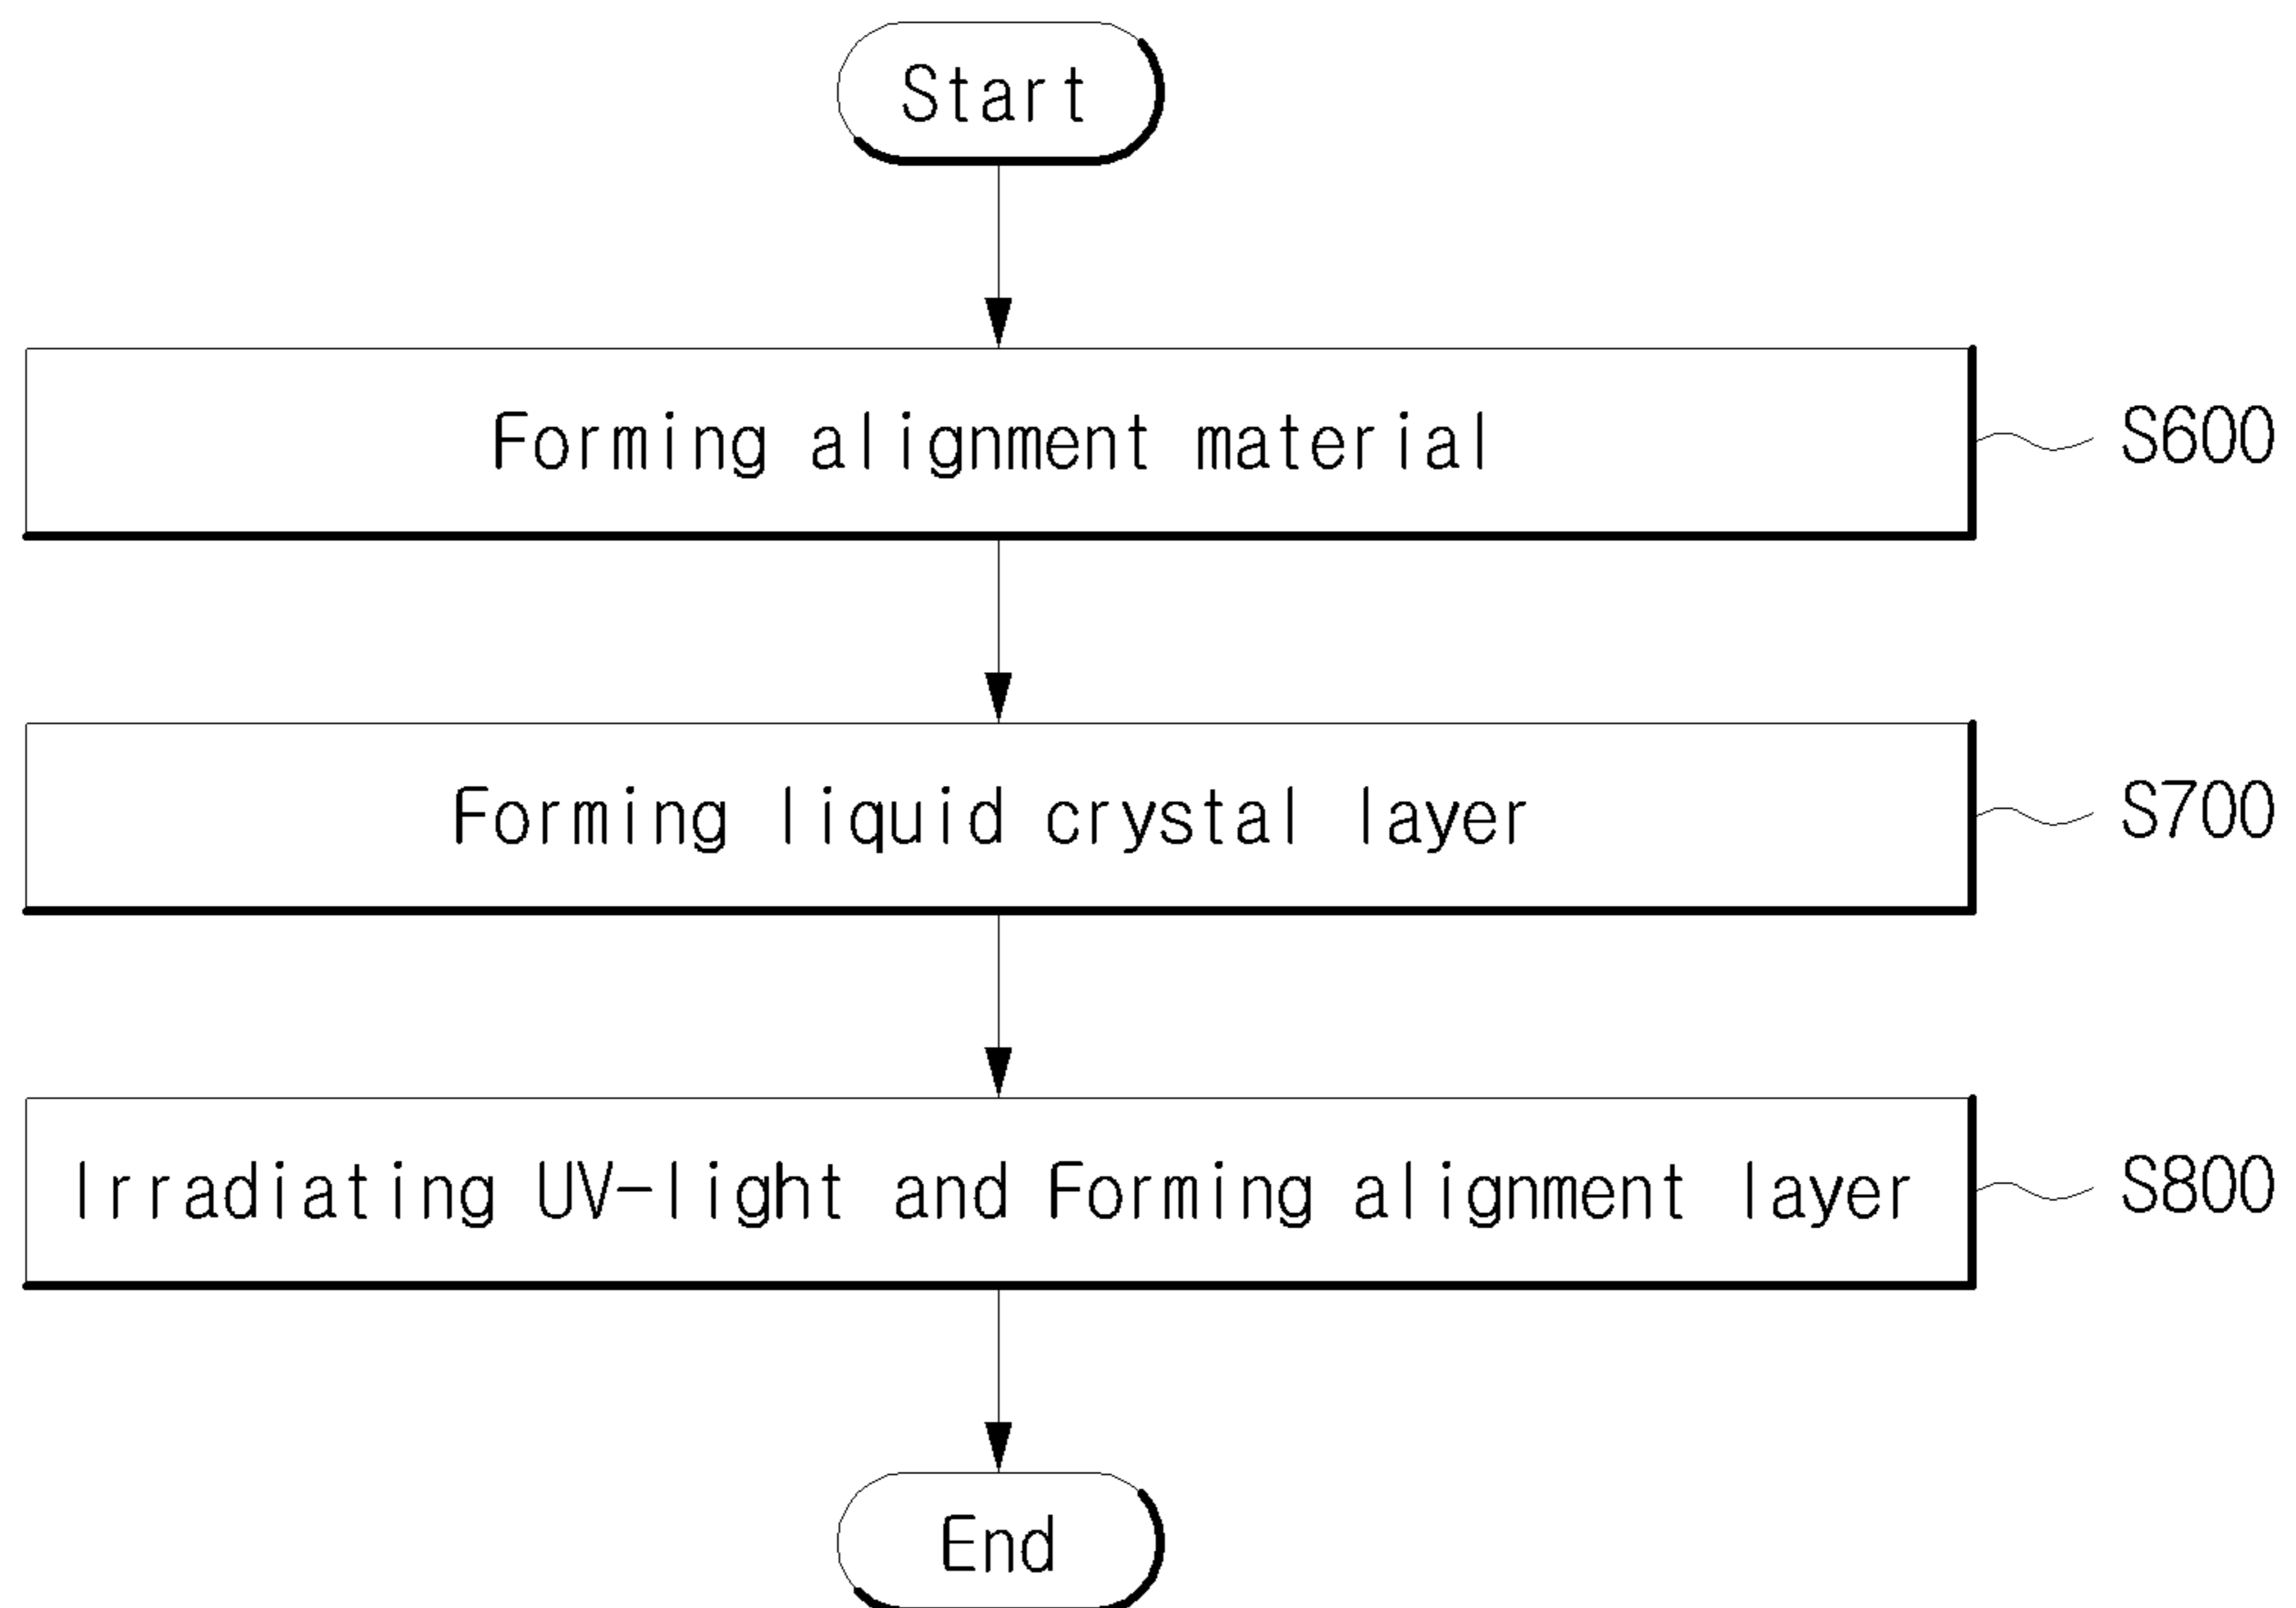 Start
Forming alignment material
S600
Forming liquid crystal layer
S700
Irradiating UV-light and Forming alignment layer
S800
End